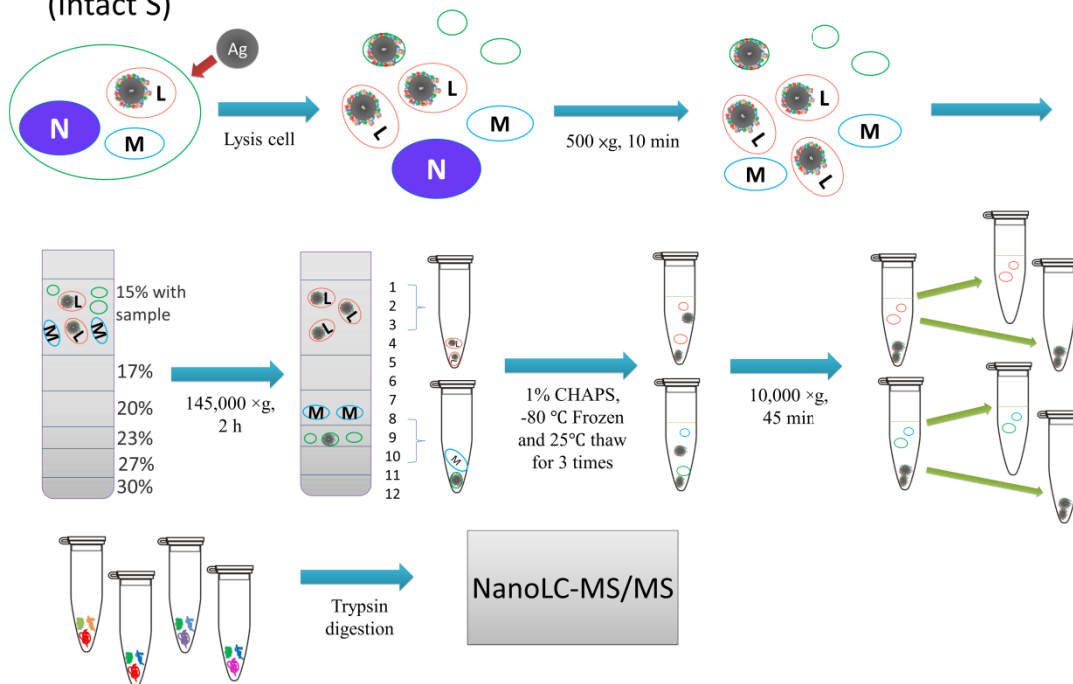 (Intact S)
Ag
L
N
M
Lysis cell
L
L
M
N
500 ×g, 10 min
L
L
M
M
L
15% with
sample
L
M
L
M
17%
20%
23%
27%
30%
145,000 ×g,
2 h
L
L
L
M
M
1
2
3
4
5
6
7
8
9
10
11
12
L
M
1% CHAPS,
-80 °C Frozen
and 25°C thaw
for 3 times
10,000 ×g,
45 min
Trypsin
digestion
NanoLC-MS/MS